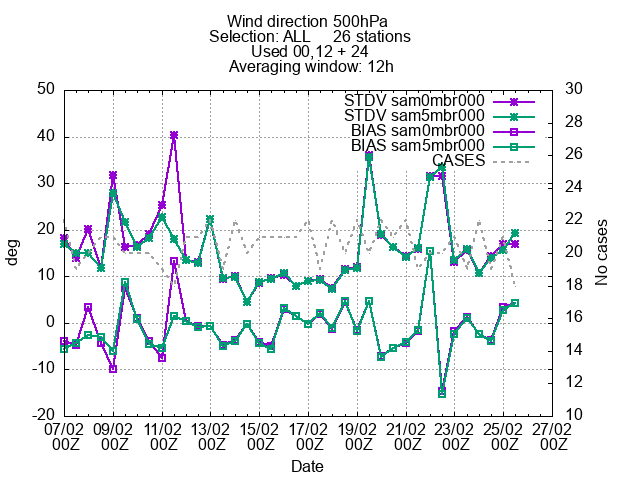 Wind direction 500hPa
Selection: ALL 26 stations
Used 00,12 + 24
Averaging window: 12h
STDV sam0mbr000
STDV sam5mbr000
BIAS sam0mbr000
BIAS sam5mbr000
CASES
deg
50
40
30
20
10
0
-10
-20
No cases
30
28
26
24
22
20
18
16
14
12
10
07/02 09/02 11/02 13/02 15/02 17/02 19/02 21/02 23/02 25/02 27/02
00Z 00Z 00Z 00Z 00Z 00Z 00Z 00Z 00Z 00Z 00Z
Date